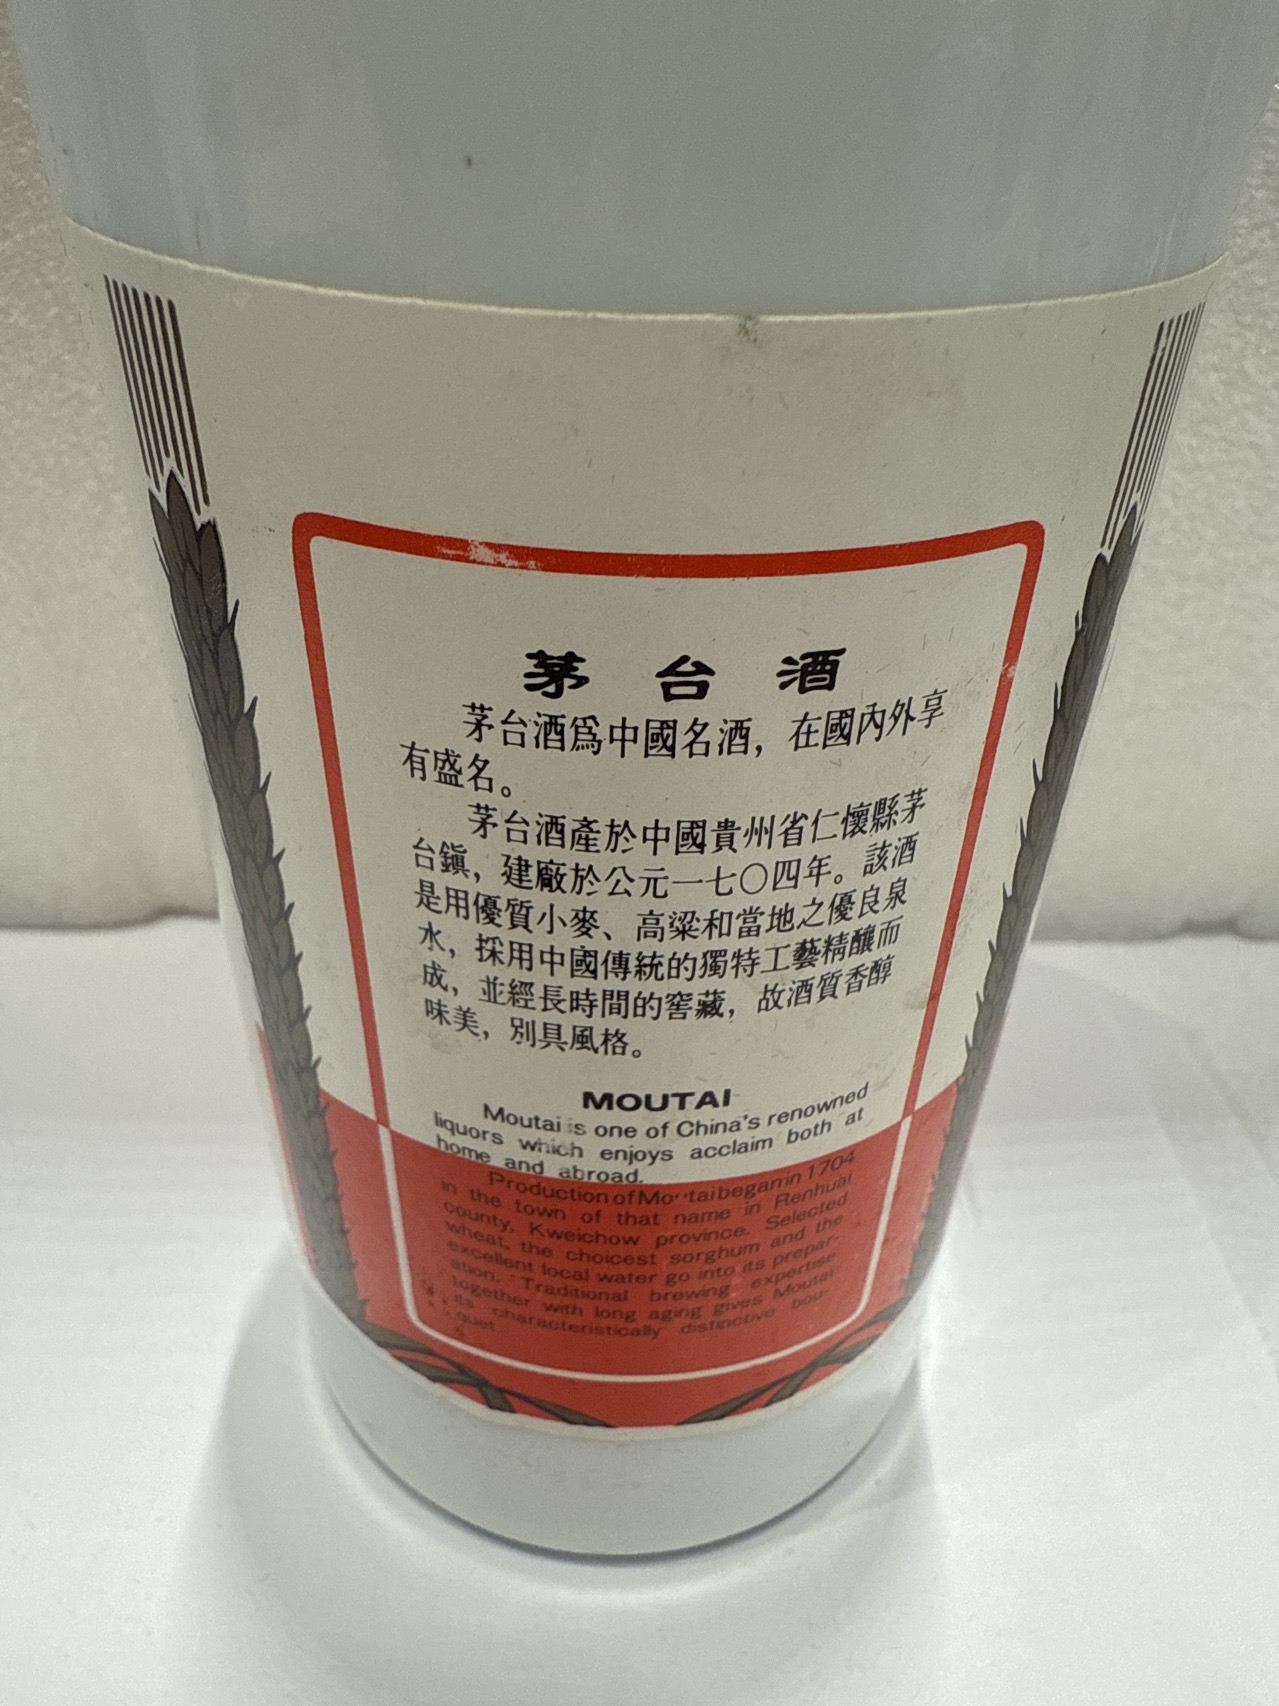 茅台酒
茅台酒爲中國名酒，在國內外享
有盛名。
茅台酒產於中國貴州省仁懷縣茅
台鎭，建廠於公元一七〇四年。該酒
是用優質小麥、高粱和當地之優良泉
水，採用中國傳統的獨特工藝精釀而
成，並經長時間的窖藏，故酒質香醇
味美，別具風格。
MOUTAI
Moutai is one of China's renowned
liquors which enjoys acclaim both at
home and abroad.
Production of Moutai began in 1704
in the town of that name in Renhuai
county, Kweichow province. Selected
wheat, the choicest sorghum and the
excellent local water go into its prepar-
ation. Traditional brewing expertise
together with long aging gives Moutai
its characteristically distinctive bou-
quet